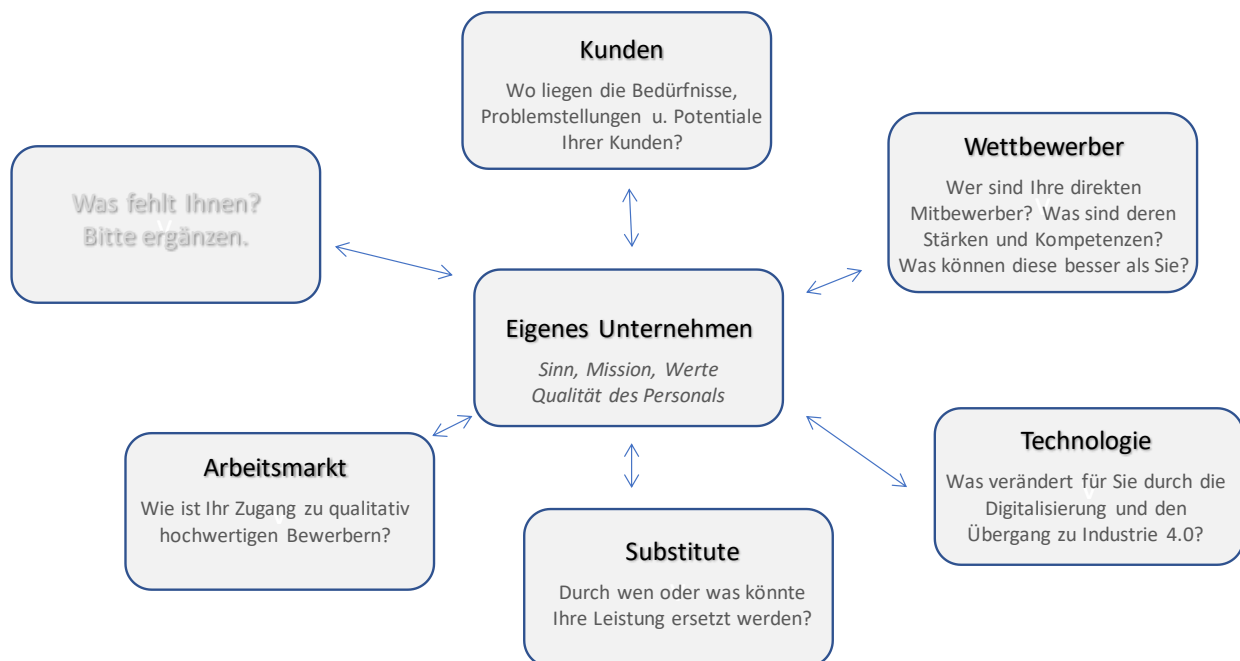 Kunden
Wo liegen die Bedürfnisse,
Problemstellungen u. Potentiale
Ihrer Kunden?
Wettbewerber
Wer sind Ihre direkten
Mitbewerber? Was sind deren
Stärken und Kompetenzen?
Was können diese besser als Sie?
Was fehlt Ihnen?
Bitte ergänzen.
Eigenes Unternehmen
Sinn, Mission, Werte
Qualität des Personals
Arbeitsmarkt
Wie ist Ihr Zugang zu qualitativ
hochwertigen Bewerbern?
Technologie
Was verändert für Sie durch die
Digitalisierung und den
Übergang zu Industrie 4.0?
Substitute
Durch wen oder was könnte
Ihre Leistung ersetzt werden?